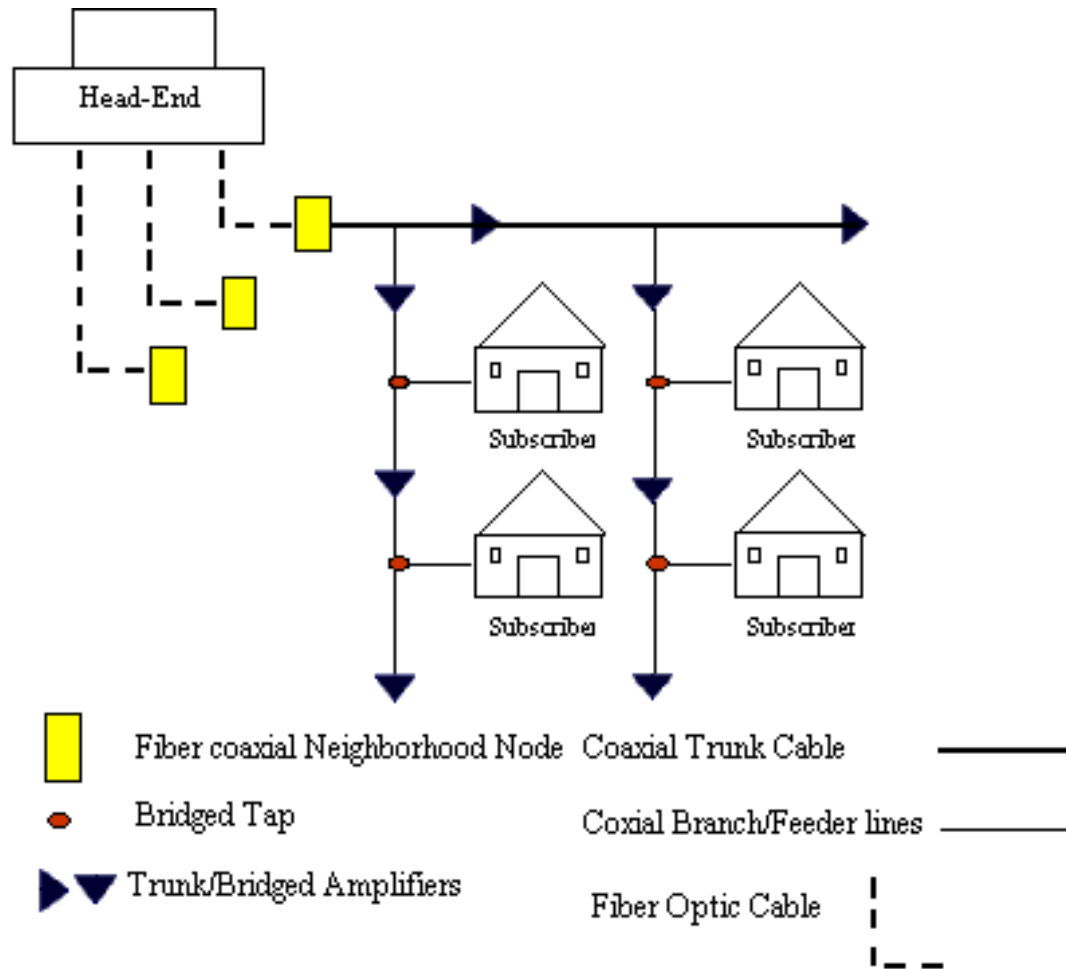 Head-End
Subscriber
Subscriber
Subscriber
Subscriber
Fiber coaxial Neighborhood Node
Coaxial Trunk Cable
Bridged Tap
Coxial Branch/Feeder lines
Trunk/Bridged Amplifiers
Fiber Optic Cable